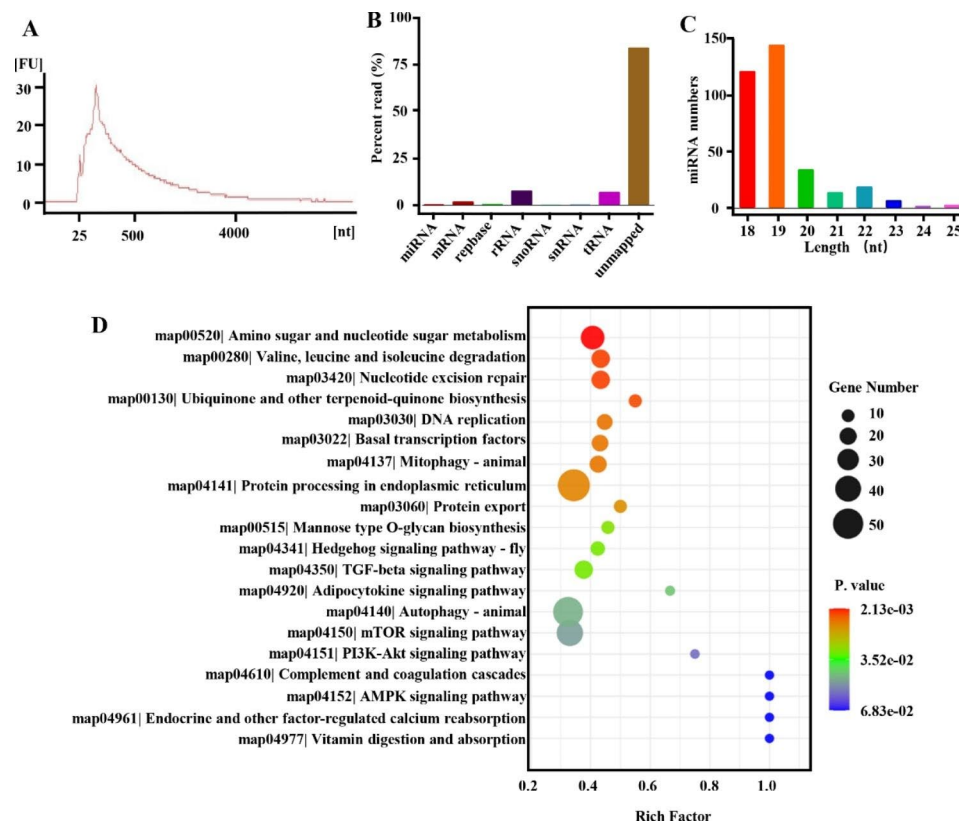 A
[FU]
30
20
10
0
25 500 4000 [nt]
B
Percent read (%)
100
75
50
25
0
miRNA
mRNA
repbase
rRNA
snoRNA
snRNA
tRNA
unmapped
C
miRNA numbers
150
100
50
0
18 19 20 21 22 23 24 25
Length (nt)
D
map00520| Amino sugar and nucleotide sugar metabolism
map00280| Valine, leucine and isoleucine degradation
map03420| Nucleotide excision repair
map00130| Ubiquinone and other terpenoid-quinone biosynthesis
map03030| DNA replication
map03022| Basal transcription factors
map04137| Mitophagy - animal
map04141| Protein processing in endoplasmic reticulum
map03060| Protein export
map00515| Mannose type O-glycan biosynthesis
map04341| Hedgehog signaling pathway - fly
map04350| TGF-beta signaling pathway
map04920| Adipocytokine signaling pathway
map04140| Autophagy - animal
map04150| mTOR signaling pathway
map04151| PI3K-Akt signaling pathway
map04610| Complement and coagulation cascades
map04152| AMPK signaling pathway
map04961| Endocrine and other factor-regulated calcium reabsorption
map04977| Vitamin digestion and absorption
0.2 0.4 0.6 0.8 1.0
Rich Factor
Gene Number
10
20
30
40
50
P. value
2.13e-03
3.52e-02
6.83e-02